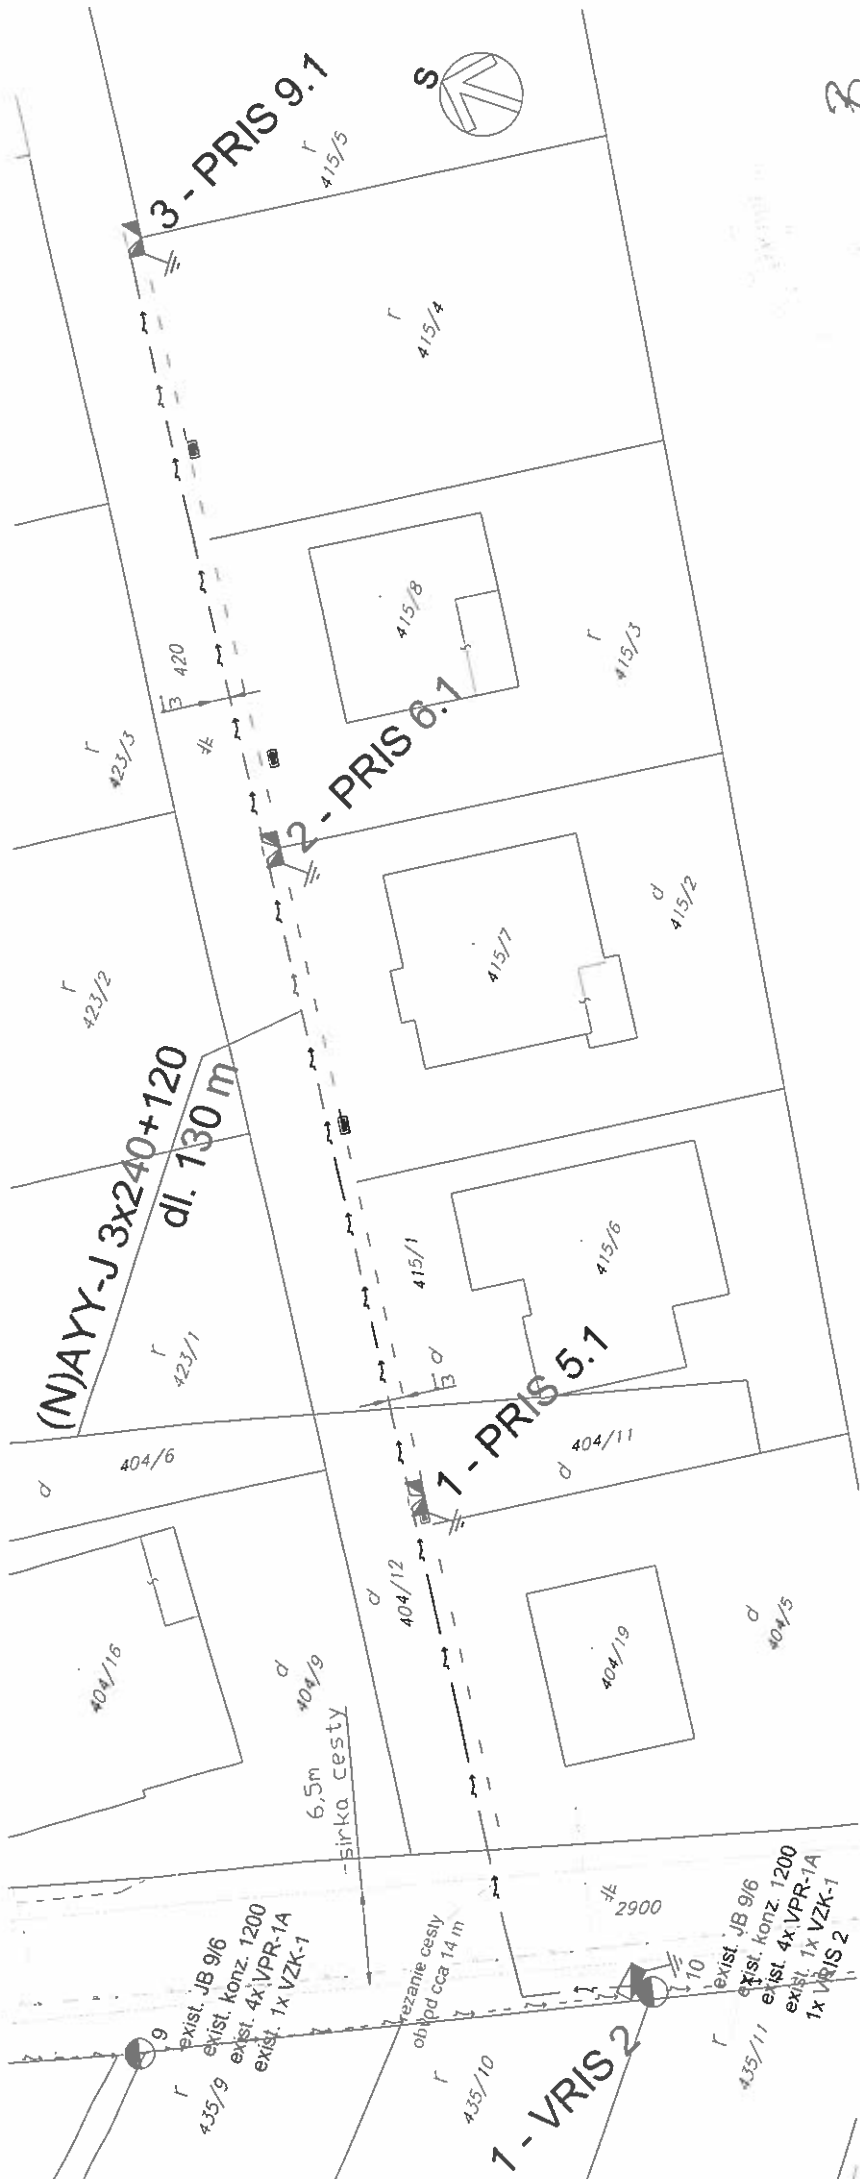 S
3 - PRIS 9.1
r
415/5
r
415/4
420
r
423/3
415/8
r
415/3
2 - PRIS 6.1
r
423/2
415/7
d
415/2
(N)AYY-J 3x240+120
dl. 130 m
r
423/1
415/1
415/6
d
1 - PRIS 5.1
d
404/6
d
404/11
d
404/12
404/16
d
404/9
404/19
d
404/5
6,5m
sirka cesty
2900
9
exist. JB 9/6
exist. konz. 1200
exist. 4x VPR-1A
exist. 1x VZK-1
r
435/9
rezanie cesty
obvod cca 14 m
r
435/10
1 - VRIS 2
10
exist. JB 9/6
exist. konz. 1200
exist. 4x VPR-1A
exist. 1x VZK-1
1x VRIS 2
r
435/11